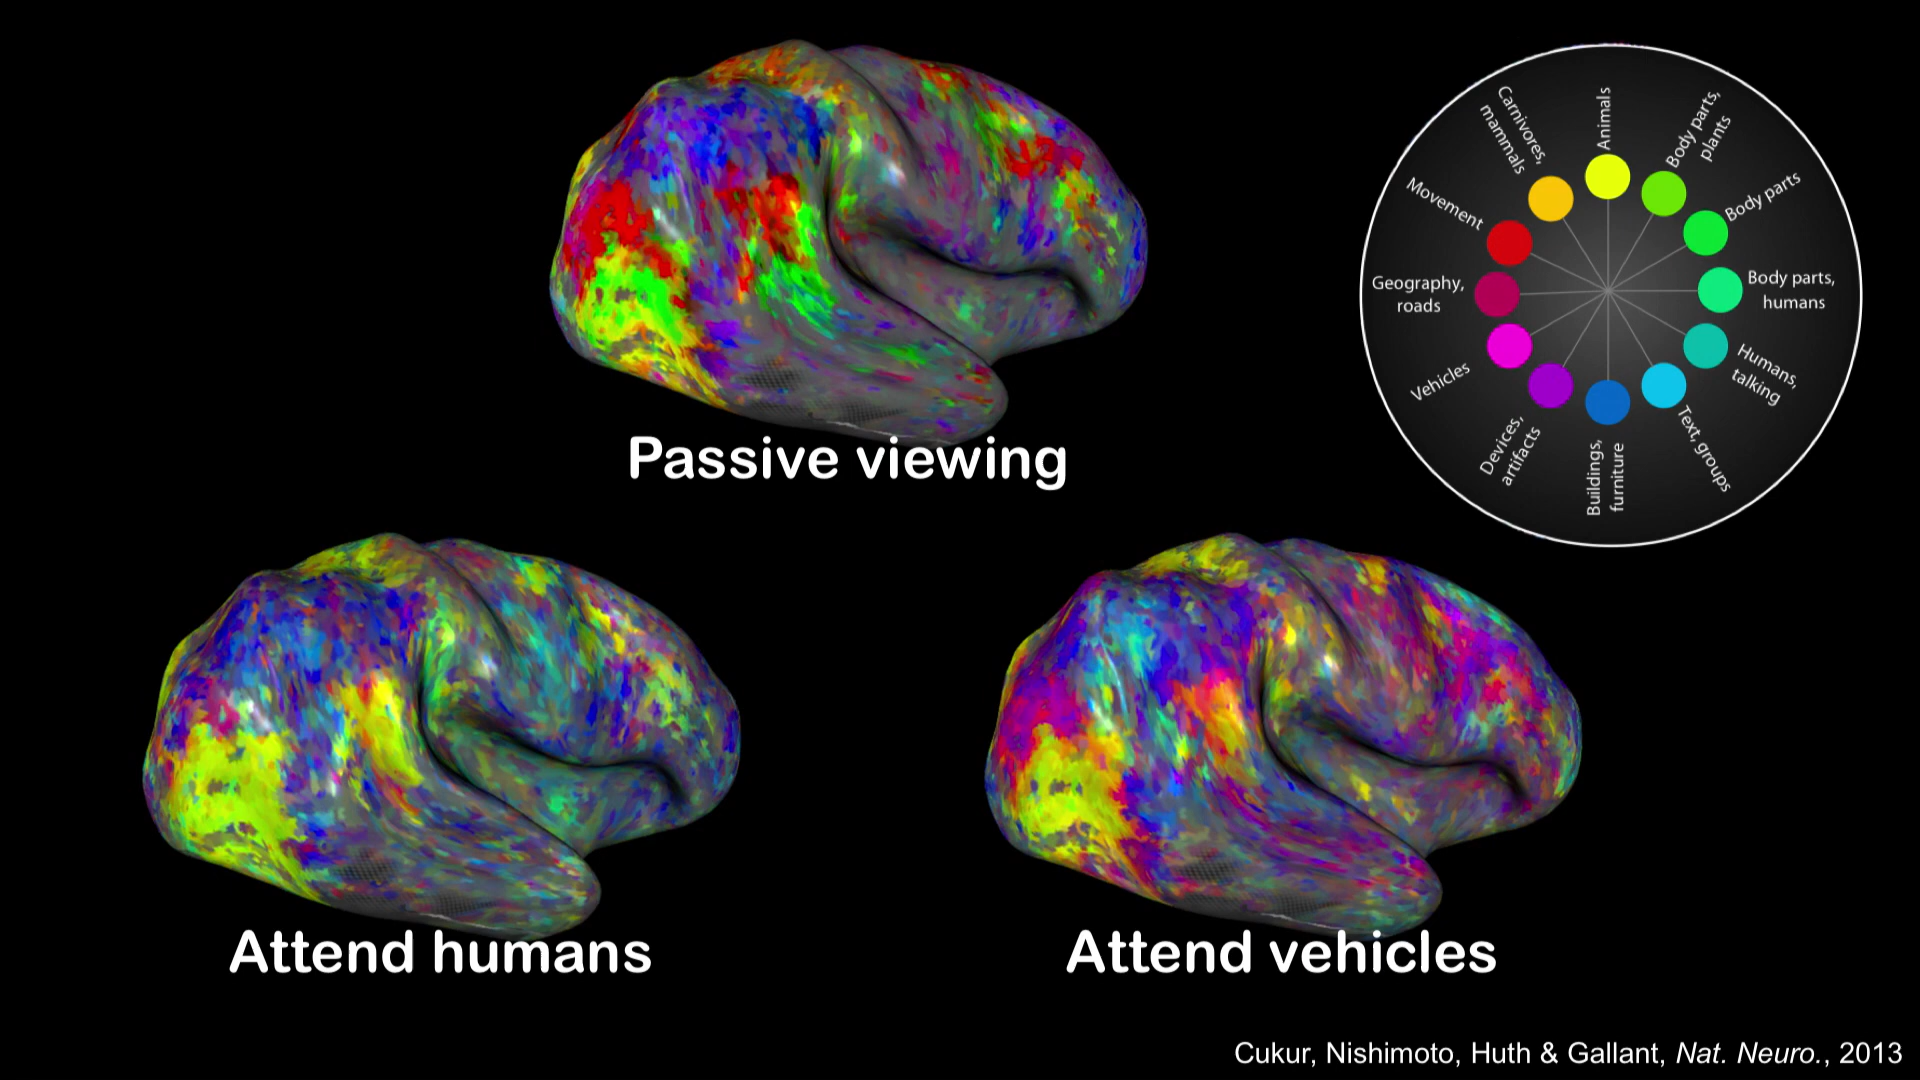 Passive viewing
Animals
Body parts,
plants
Body parts
Body parts,
humans
Humans,
talking
Text, groups
Buildings,
furniture
Devices,
artifacts
Vehicles
Geography,
roads
Movement
Carnivores,
mammals
Attend humans
Attend vehicles
Cukur, Nishimoto, Huth & Gallant, Nat. Neuro., 2013